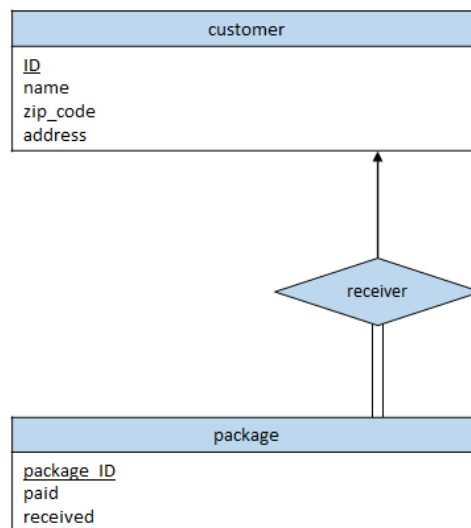 customer
ID
name
zip_code
address
receiver
package
package_ID
paid
received